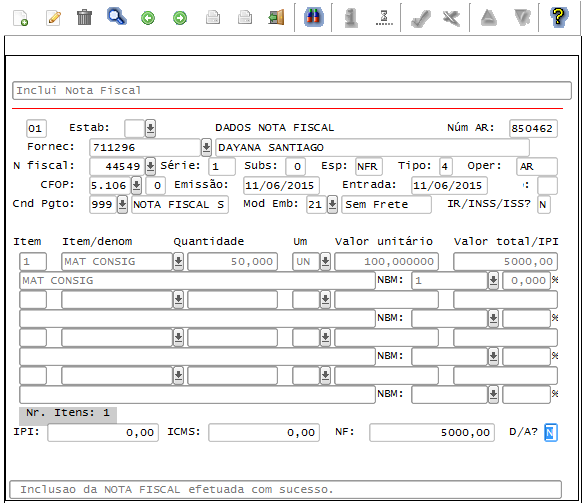 Inclui Nota Fiscal
01 Estab: DADOS NOTA FISCAL Núm AR: 850462
Fornec: 711296 DAYANA SANTIAGO
N fiscal: 44549 Série: 1 Subs: 0 Esp: NFR Tipo: 4 Oper: AR
CFOP: 5.106 0 Emissão: 11/06/2015 Entrada: 11/06/2015 :
Cnd Pgto: 999 NOTA FISCAL S Mod Emb: 21 Sem Frete IR/INSS/ISS? N
Item Item/denom Quantidade Um Valor unitário Valor total/IPI
1 MAT CONSIG 50,000 UN 100,000000 5000,00
MAT CONSIG NBM: 1 0,000 %
NBM: %
NBM: %
NBM: %
Nr. Itens: 1
IPI: 0,00 ICMS: 0,00 NF: 5000,00 D/A? N
Inclusao da NOTA FISCAL efetuada com sucesso.